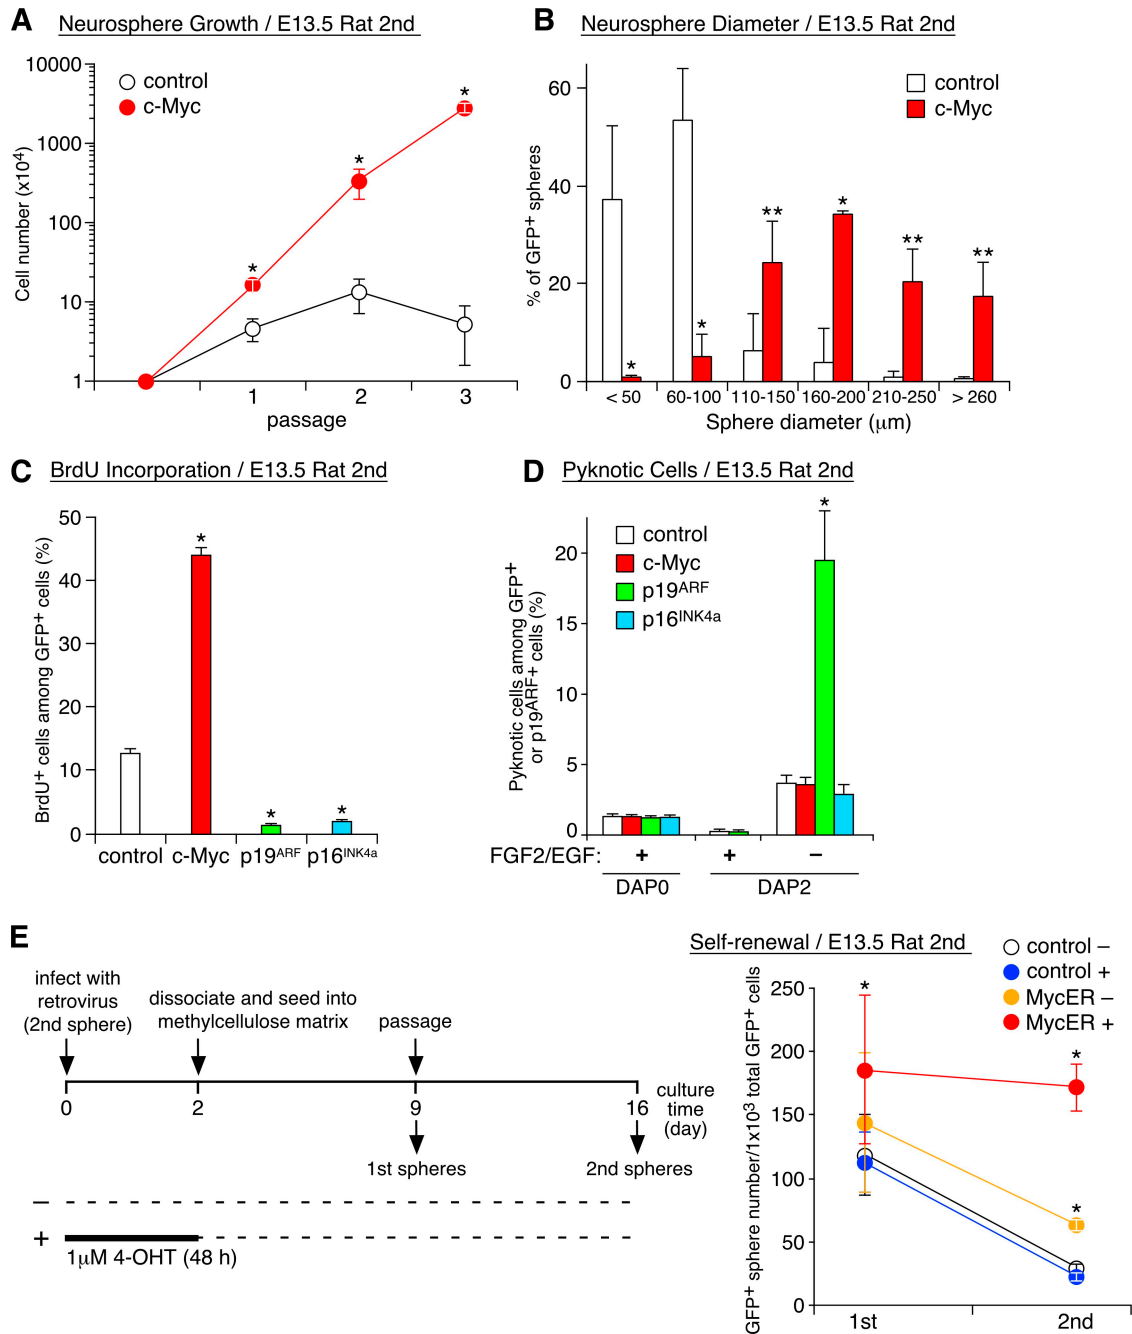 A
Neurosphere Growth / E13.5 Rat 2nd
Cell number (x10⁴)
10000
1000
100
10
1
control
c-Myc
*
*
*
1
2
3
passage
B
Neurosphere Diameter / E13.5 Rat 2nd
% of GFP⁺ spheres
60
40
20
0
control
c-Myc
*
*
**
*
**
**
< 50
60-100
110-150
160-200
210-250
> 260
Sphere diameter (μm)
C
BrdU Incorporation / E13.5 Rat 2nd
BrdU⁺ cells among GFP⁺ cells (%)
50
40
30
20
10
0
*
*
*
control
c-Myc
p19ᴬᴿᶠ
p16ᴵᴺᴷ⁴ᵃ
D
Pyknotic Cells / E13.5 Rat 2nd
Pyknotic cells among GFP⁺
or p19ᴬᴿᶠ+ cells (%)
20
15
10
5
0
control
c-Myc
p19ᴬᴿᶠ
p16ᴵᴺᴷ⁴ᵃ
*
FGF2/EGF: + + −
DAP0
DAP2
E
infect with
retrovirus
(2nd sphere)
dissociate and seed into
methylcellulose matrix
passage
0
2
9
16
culture
time
(day)
1st spheres
2nd spheres
−
+
1μM 4-OHT (48 h)
Self-renewal / E13.5 Rat 2nd
control −
control +
MycER −
MycER +
GFP⁺ sphere number/1x10³ total GFP⁺ cells
250
200
150
100
50
0
*
*
*
1st
2nd